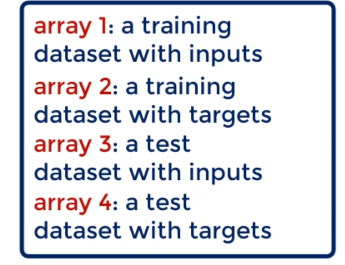 array 1: a training
dataset with inputs
array 2: a training
dataset with targets
array 3: a test
dataset with inputs
array 4: a test
dataset with targets